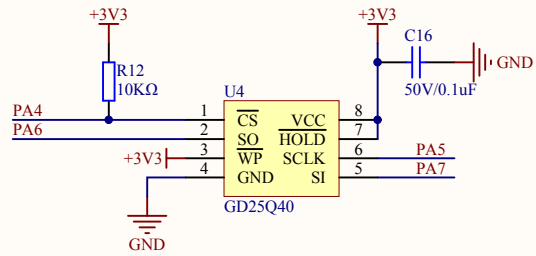 +3V3
+3V3
C16
GND
50V/0.1uF
R12
10KΩ
U4
PA4
1
CS
VCC
8
PA6
2
SO
HOLD
7
+3V3
3
WP
SCLK
6
PA5
4
GND
SI
5
PA7
GD25Q40
GND